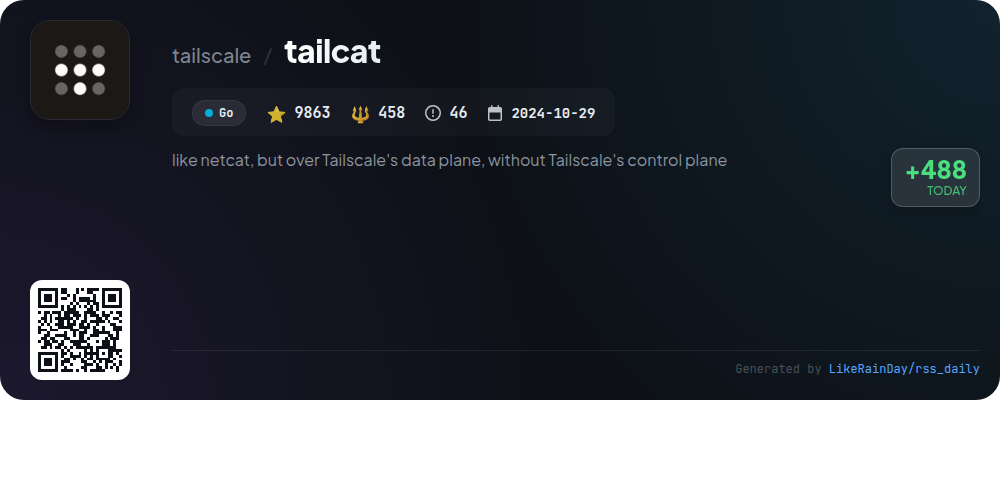 tailscale / tailcat
Go 9863 458 46 2024-10-29
like netcat, but over Tailscale's data plane, without Tailscale's control plane
+488
TODAY
Generated by LikeRainDay/rss_daily